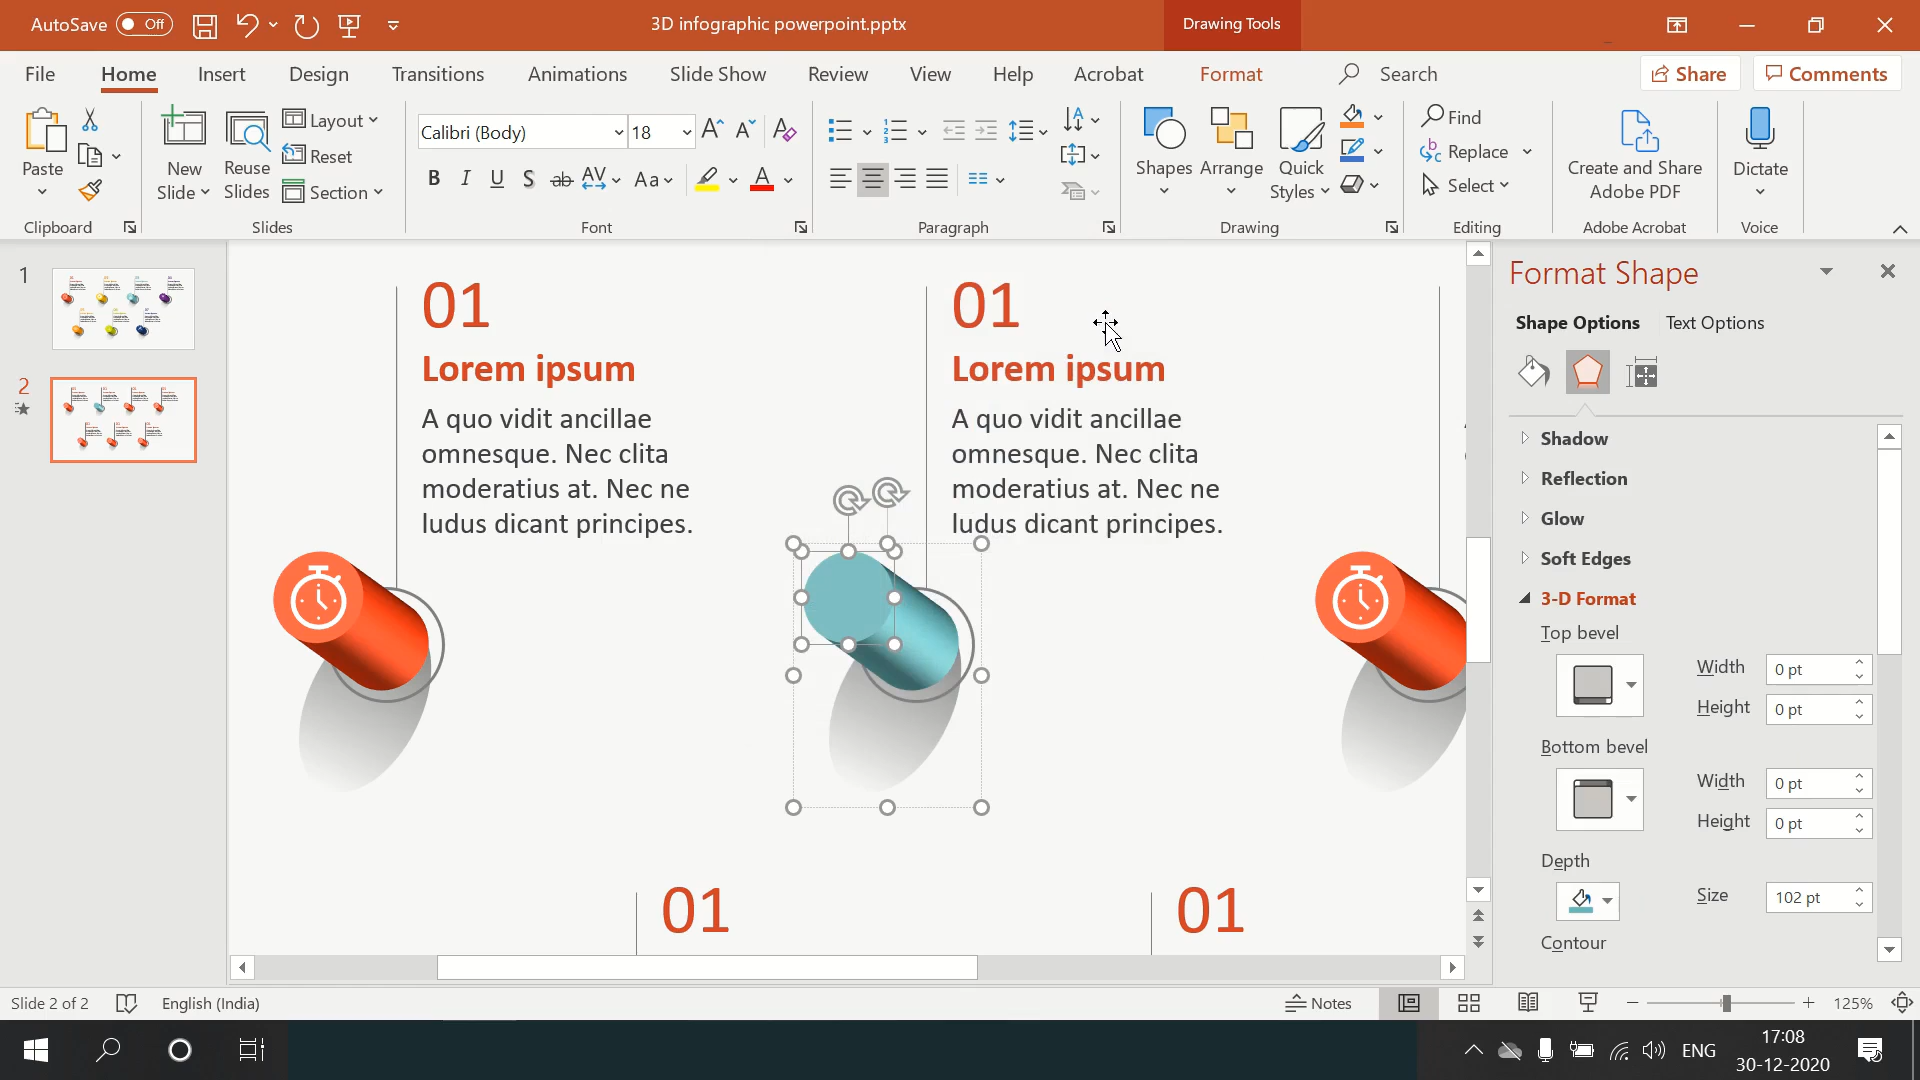 AutoSave Off
3D infographic powerpoint.pptx
Drawing Tools
File Home Insert Design Transitions Animations Slide Show Review View Help Acrobat Format Search
Share Comments
Paste
Clipboard
New
Slide
Reuse
Slides
Layout
Reset
Section
Slides
Calibri (Body) 18
B I U S ab AV Aa A
Font
Paragraph
Shapes Arrange Quick
Styles
Drawing
Find
Replace
Select
Editing
Create and Share
Adobe PDF
Adobe Acrobat
Dictate
Voice
1
2
01
Lorem ipsum
A quo vidit ancillae
omnesque. Nec clita
moderatius at. Nec ne
ludus dicant principes.
01
Lorem ipsum
A quo vidit ancillae
omnesque. Nec clita
moderatius at. Nec ne
ludus dicant principes.
01
01
Format Shape
Shape Options Text Options
Shadow
Reflection
Glow
Soft Edges
3-D Format
Top bevel
Width 0 pt
Height 0 pt
Bottom bevel
Width 0 pt
Height 0 pt
Depth
Size 102 pt
Contour
Slide 2 of 2 English (India) Notes 125%
ENG
17:08
30-12-2020